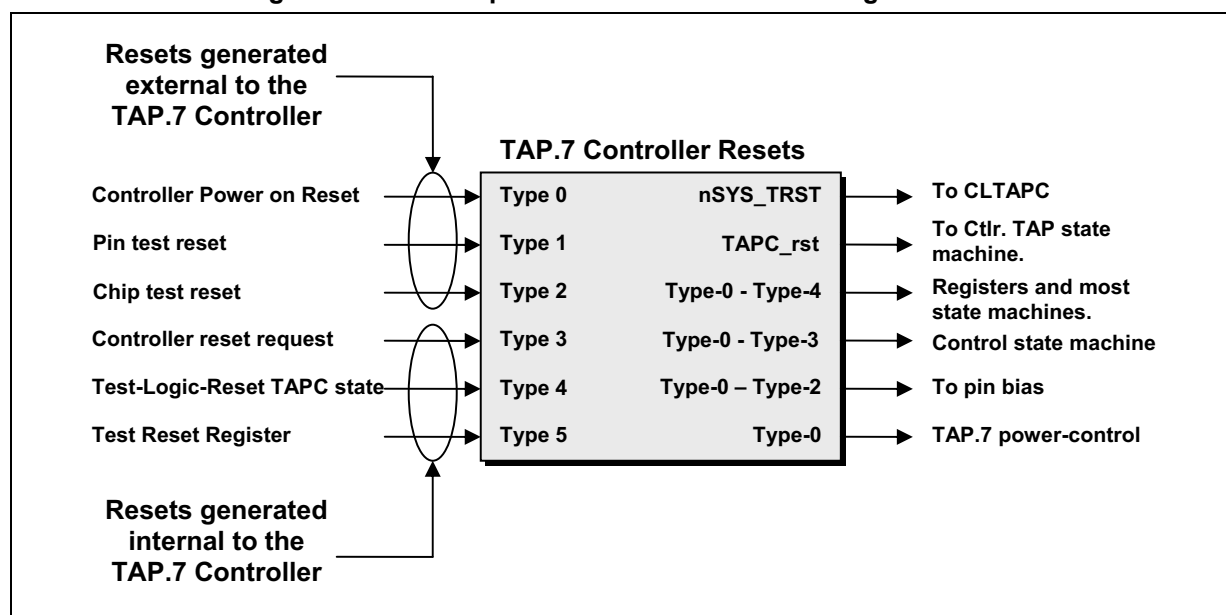 Resets generated
external to the
TAP.7 Controller
TAP.7 Controller Resets
Controller Power on Reset
Type 0
nSYS_TRST
To CLTAPC
Pin test reset
Type 1
TAPC_rst
To Ctlr. TAP state
machine.
Chip test reset
Type 2
Type-0 - Type-4
Registers and most
state machines.
Controller reset request
Type 3
Type-0 - Type-3
Control state machine
Test-Logic-Reset TAPC state
Type 4
Type-0 – Type-2
To pin bias
Test Reset Register
Type 5
Type-0
TAP.7 power-control
Resets generated
internal to the
TAP.7 Controller